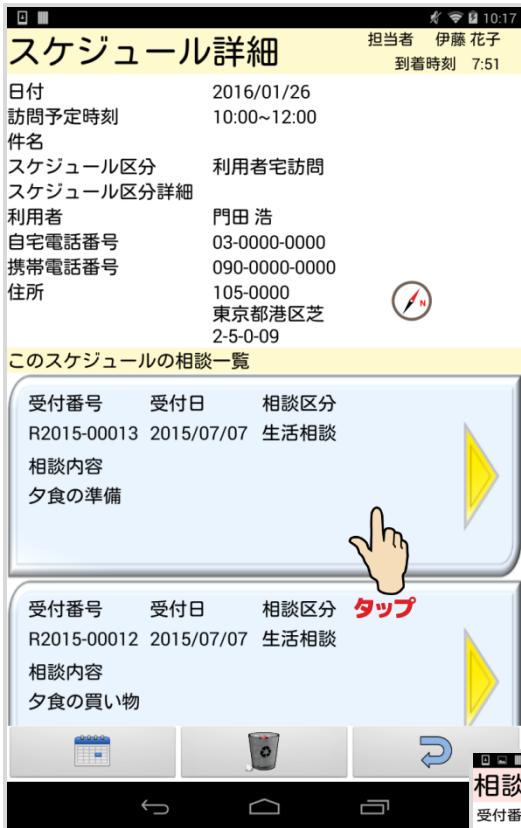 10:17
スケジュール詳細
担当者 伊藤 花子
到着時刻 7:51
日付 2016/01/26
訪問予定時刻 10:00~12:00
件名
スケジュール区分 利用者宅訪問
スケジュール区分詳細
利用者 門田 浩
自宅電話番号 03-0000-0000
携帯電話番号 090-0000-0000
住所 105-0000
東京都港区芝
2-5-0-09
N
このスケジュールの相談一覧
受付番号 受付日 相談区分
R2015-00013 2015/07/07 生活相談
相談内容
夕食の準備
タップ
受付番号 受付日 相談区分
R2015-00012 2015/07/07 生活相談
相談内容
夕食の買い物
相談
受付番